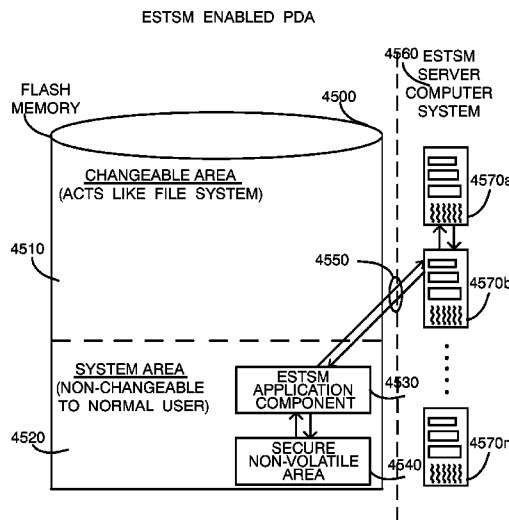 ESTSM ENABLED PDA
4560
ESTSM
SERVER
COMPUTER
SYSTEM
FLASH
MEMORY
4500
CHANGEABLE AREA
(ACTS LIKE FILE SYSTEM)
4570a
4510
4550
4570b
SYSTEM AREA
(NON-CHANGEABLE
TO NORMAL USER)
ESTSM
APPLICATION
COMPONENT
4530
4520
SECURE
NON-VOLATILE
AREA
4540
4570n